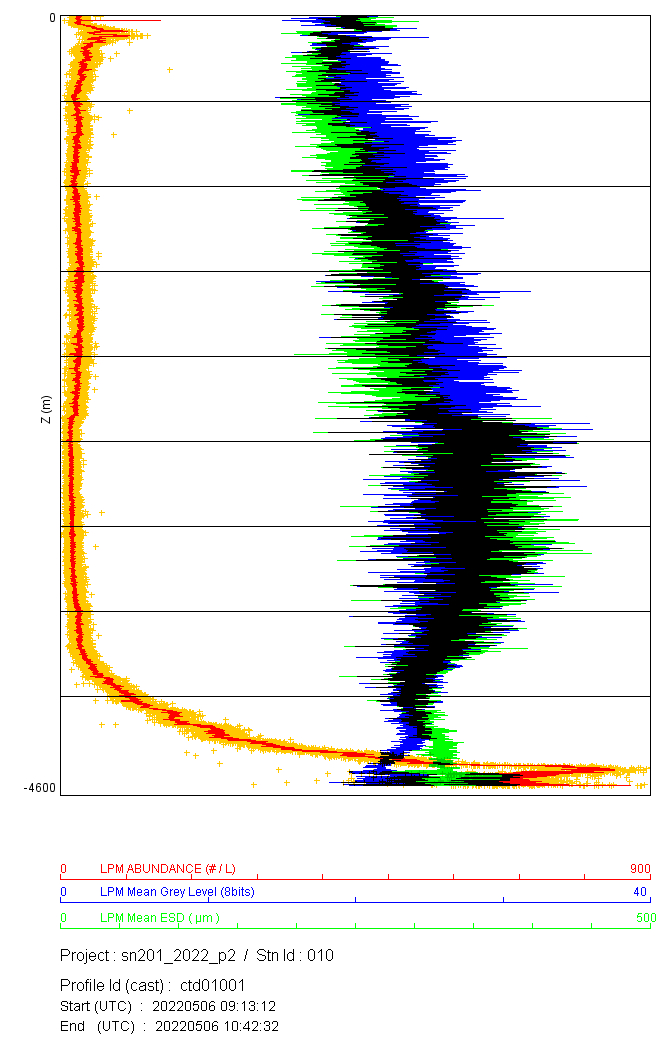 0
Z (m)
-4600
0 LPM ABUNDANCE (# / L) 900
0 LPM Mean Grey Level (8bits) 40
0 LPM Mean ESD ( µm ) 500
Project : sn201_2022_p2 / Stn Id : 010
Profile Id (cast) : ctd01001
Start (UTC) : 20220506 09:13:12
End (UTC) : 20220506 10:42:32